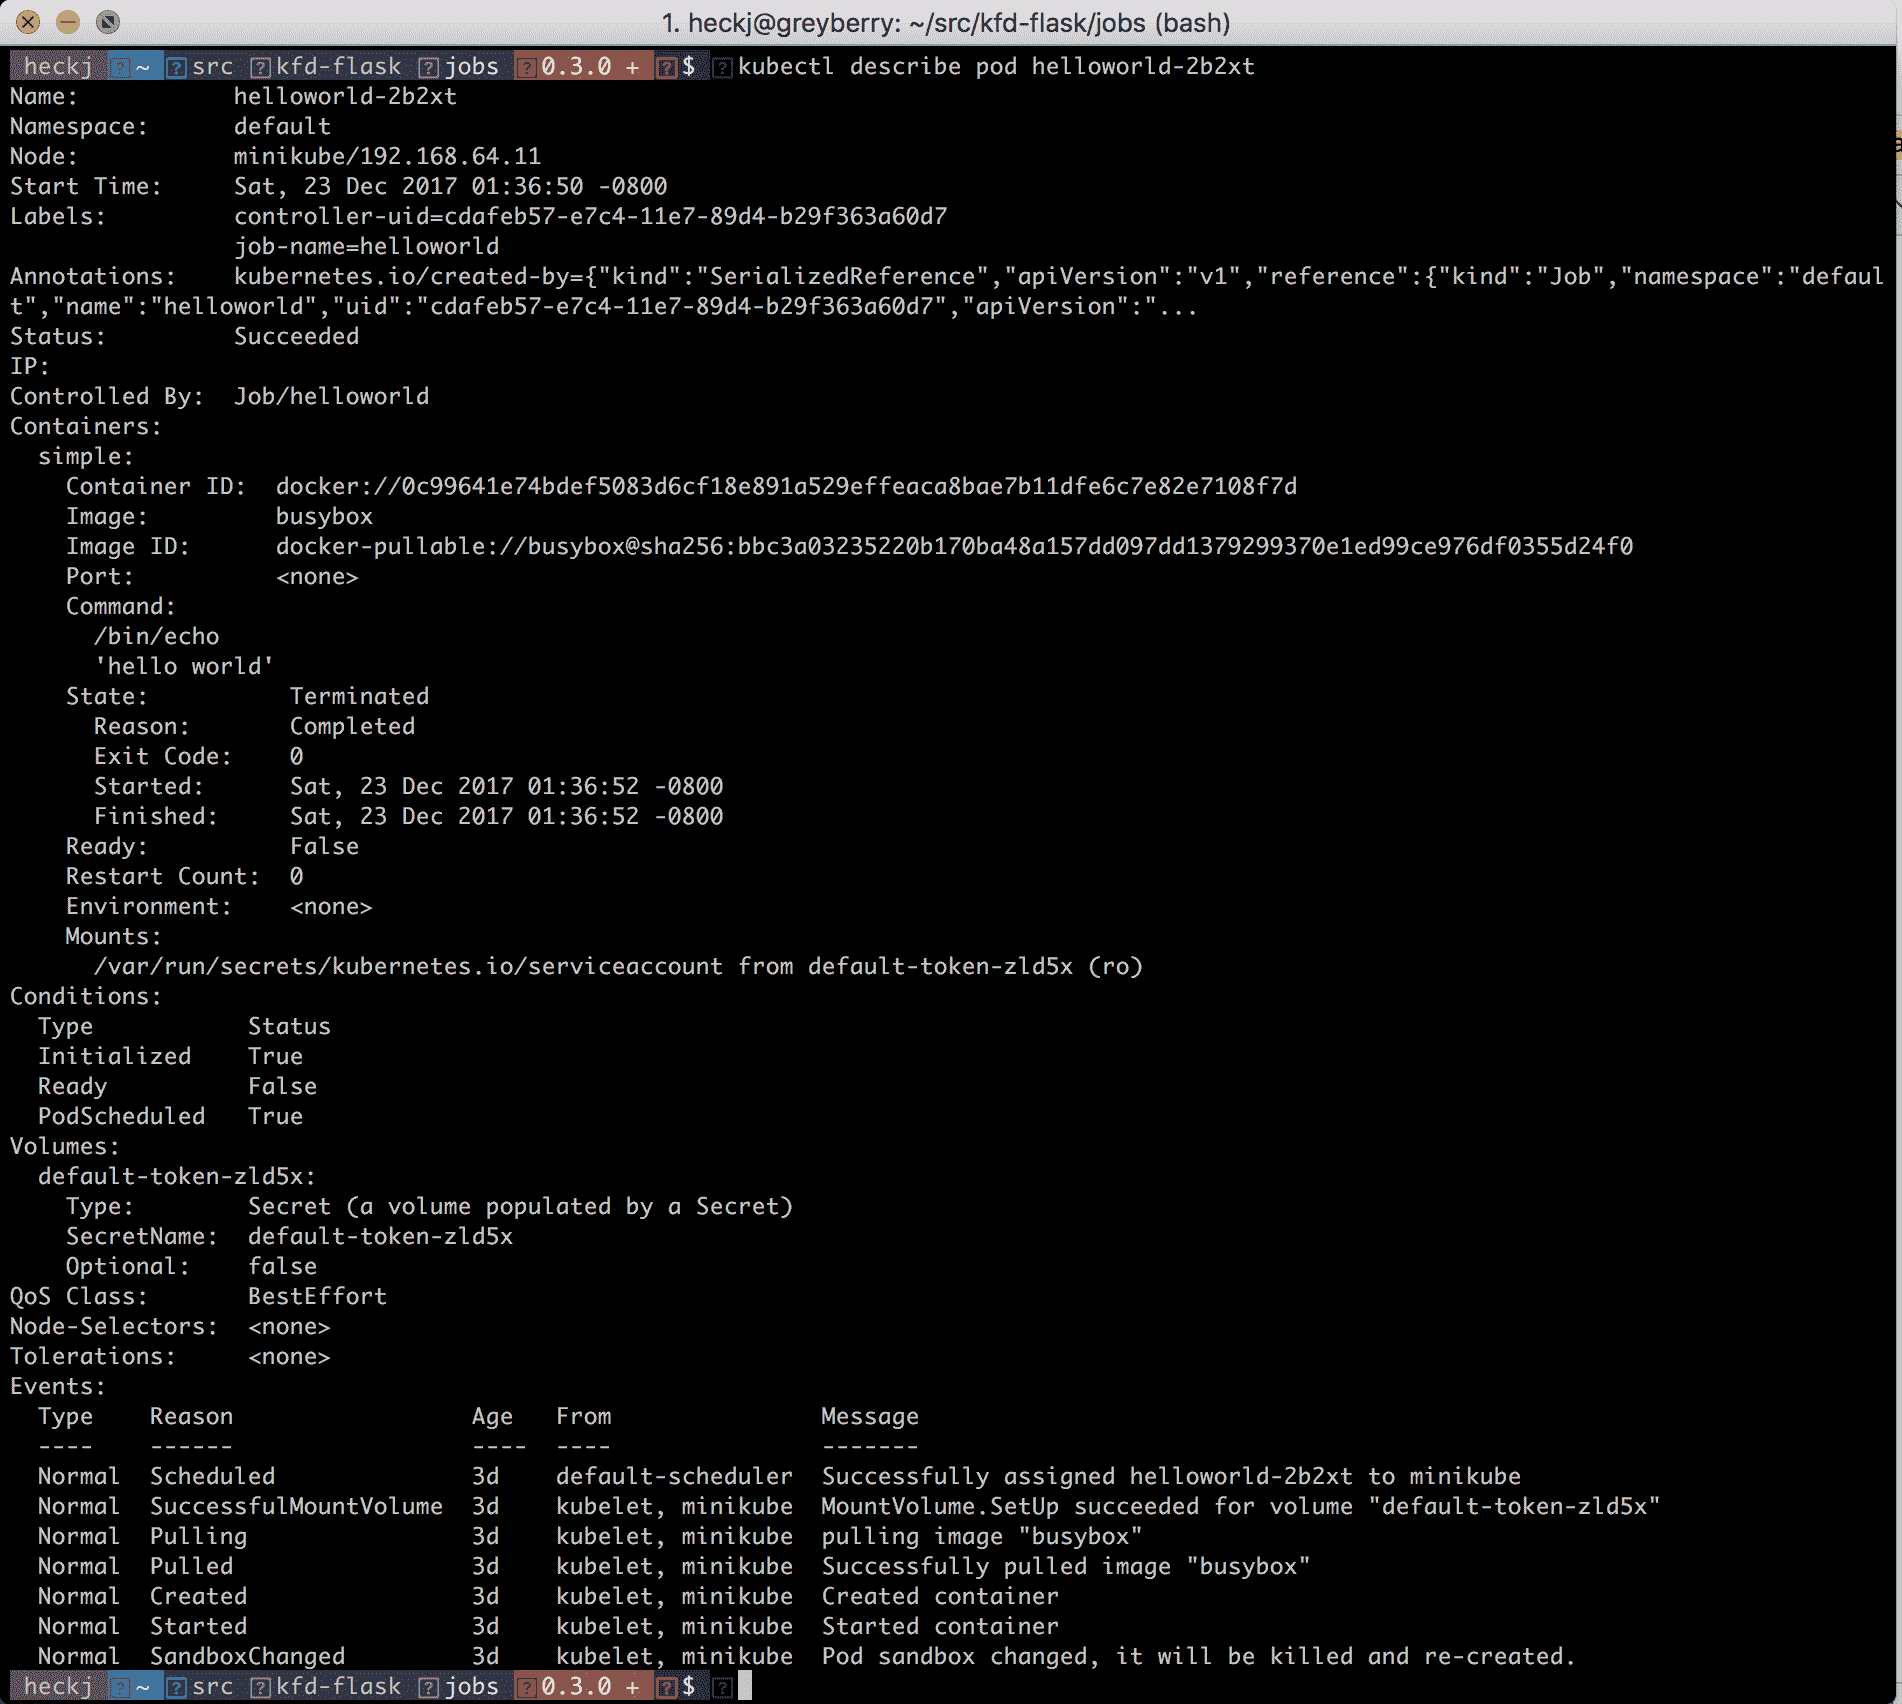 1. heckj@greyberry: ~/src/kfd-flask/jobs (bash)
heckj ~ src kfd-flask jobs 0.3.0 + $ kubectl describe pod helloworld-2b2xt
Name:           helloworld-2b2xt
Namespace:      default
Node:           minikube/192.168.64.11
Start Time:     Sat, 23 Dec 2017 01:36:50 -0800
Labels:         controller-uid=cdafeb57-e7c4-11e7-89d4-b29f363a60d7
                job-name=helloworld
Annotations:    kubernetes.io/created-by={"kind":"SerializedReference","apiVersion":"v1","reference":{"kind":"Job","namespace":"defaul
t","name":"helloworld","uid":"cdafeb57-e7c4-11e7-89d4-b29f363a60d7","apiVersion":"...
Status:         Succeeded
IP:
Controlled By:  Job/helloworld
Containers:
  simple:
    Container ID:  docker://0c99641e74bdef5083d6cf18e891a529effeaca8bae7b11dfe6c7e82e7108f7d
    Image:         busybox
    Image ID:      docker-pullable://busybox@sha256:bbc3a03235220b170ba48a157dd097dd1379299370e1ed99ce976df0355d24f0
    Port:          <none>
    Command:
      /bin/echo
      'hello world'
    State:          Terminated
      Reason:       Completed
      Exit Code:    0
      Started:      Sat, 23 Dec 2017 01:36:52 -0800
      Finished:     Sat, 23 Dec 2017 01:36:52 -0800
    Ready:          False
    Restart Count:  0
    Environment:    <none>
    Mounts:
      /var/run/secrets/kubernetes.io/serviceaccount from default-token-zld5x (ro)
Conditions:
  Type           Status
  Initialized    True
  Ready          False
  PodScheduled   True
Volumes:
  default-token-zld5x:
    Type:        Secret (a volume populated by a Secret)
    SecretName:  default-token-zld5x
    Optional:    false
QoS Class:       BestEffort
Node-Selectors:  <none>
Tolerations:     <none>
Events:
  Type    Reason                 Age   From               Message
  ----    ------                 ----  ----               -------
  Normal  Scheduled              3d    default-scheduler  Successfully assigned helloworld-2b2xt to minikube
  Normal  SuccessfulMountVolume  3d    kubelet, minikube  MountVolume.SetUp succeeded for volume "default-token-zld5x"
  Normal  Pulling                3d    kubelet, minikube  pulling image "busybox"
  Normal  Pulled                 3d    kubelet, minikube  Successfully pulled image "busybox"
  Normal  Created                3d    kubelet, minikube  Created container
  Normal  Started                3d    kubelet, minikube  Started container
  Normal  SandboxChanged         3d    kubelet, minikube  Pod sandbox changed, it will be killed and re-created.
heckj ~ src kfd-flask jobs 0.3.0 + $